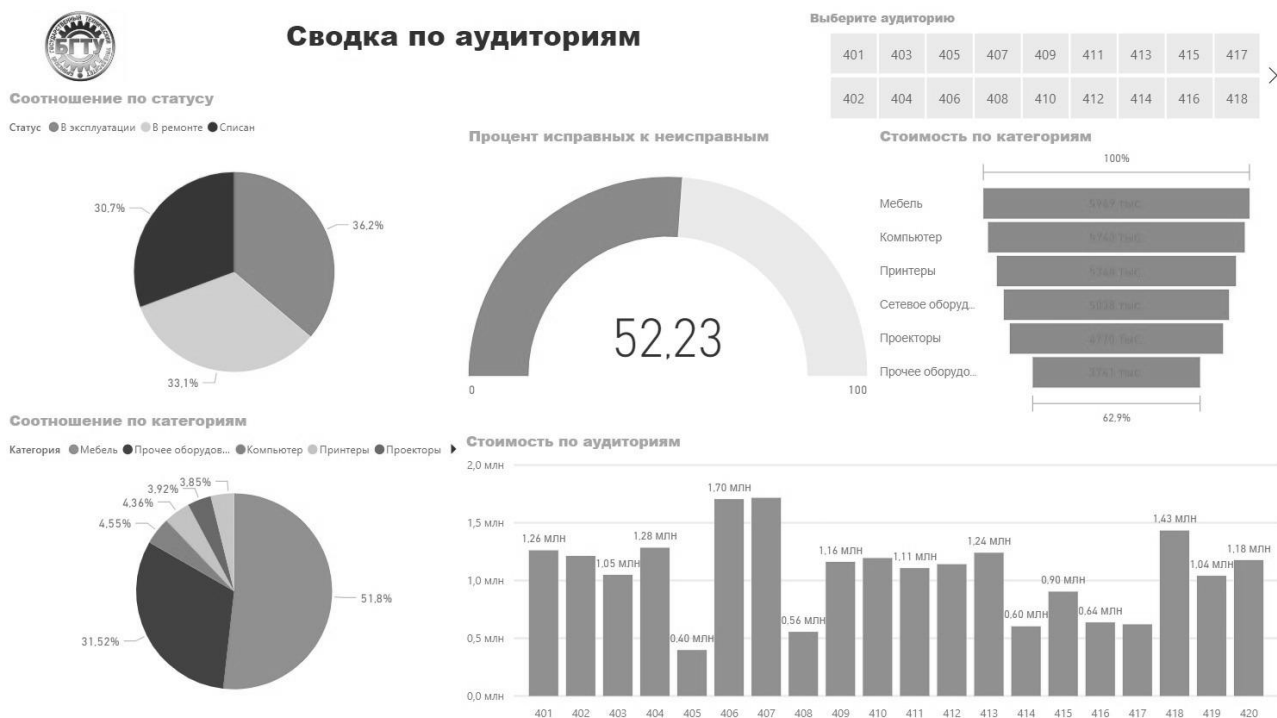 БГТУ
Сводка по аудиториям
Выберите аудиторию
401 403 405 407 409 411 413 415 417
402 404 406 408 410 412 414 416 418
Соотношение по статусу
Статус В эксплуатации В ремонте Списан
30,7%
36,2%
33,1%
Процент исправных к неисправным
52,23
0
100
Стоимость по категориям
100%
Мебель
Компьютер
Принтеры
Сетевое оборуд...
Проекторы
Прочее оборудо...
62.9%
Соотношение по категориям
Категория Мебель Прочее оборудов... Компьютер Принтеры Проекторы
3,85%
3,92%
4,36%
4,55%
51,8%
31,52%
Стоимость по аудиториям
2,0 млн
1,5 млн
1,0 млн
0,5 млн
0,0 млн
1,26 млн
1,05 млн
1,28 млн
0,40 млн
1,70 млн
0,56 млн
1,16 млн
1,11 млн
1,24 млн
0,60 млн
0,90 млн
0,64 млн
1,43 млн
1,04 млн
1,18 млн
401 402 403 404 405 406 407 408 409 410 411 412 413 414 415 416 417 418 419 420